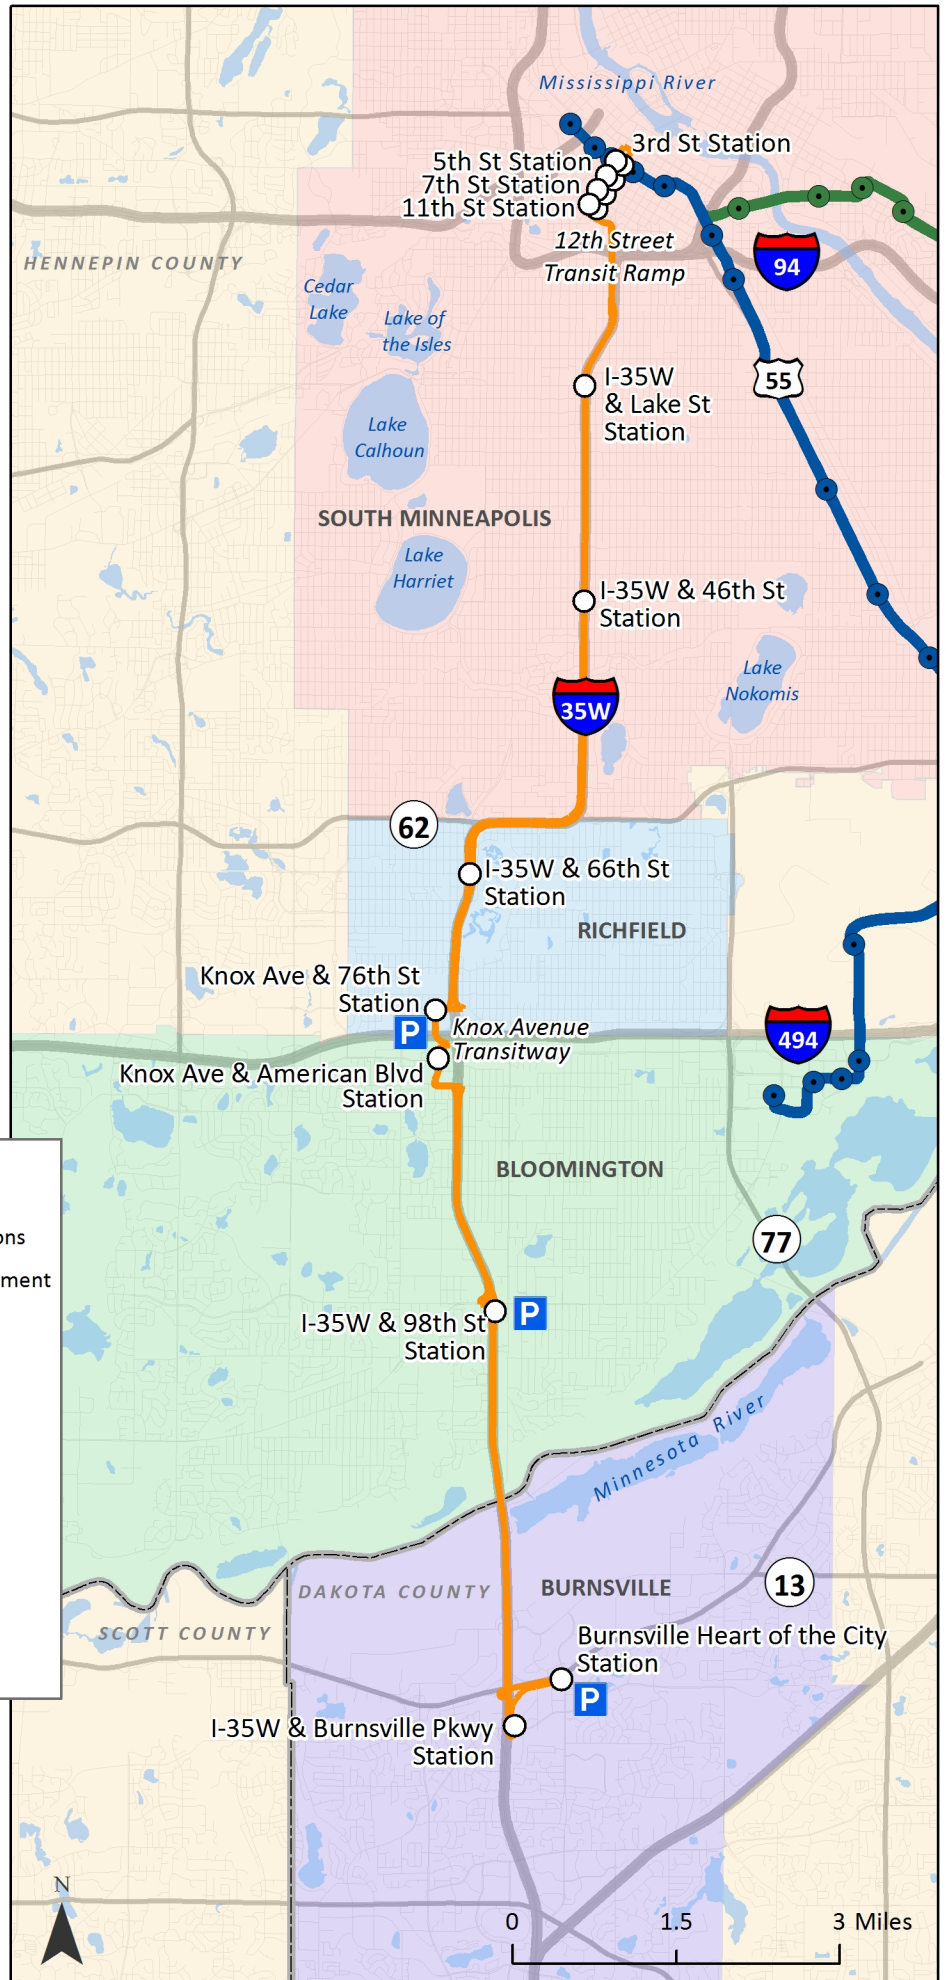 Mississippi River
3rd St Station
5th St Station
7th St Station
11th St Station
12th Street
Transit Ramp
HENNEPIN COUNTY
94
Cedar
Lake
Lake of
the Isles
55
I-35W
& Lake St
Station
Lake
Calhoun
SOUTH MINNEAPOLIS
Lake
Harriet
I-35W & 46th St
Station
Lake
Nokomis
35W
62
I-35W & 66th St
Station
RICHFIELD
Knox Ave & 76th St
Station
P
Knox Avenue
Transitway
494
Knox Ave & American Blvd
Station
BLOOMINGTON
ons
ment
77
I-35W & 98th St
Station
P
Minnesota River
DAKOTA COUNTY
BURNSVILLE
13
SCOTT COUNTY
Burnsville Heart of the City
Station
P
I-35W & Burnsville Pkwy
Station
N
0 1.5 3 Miles